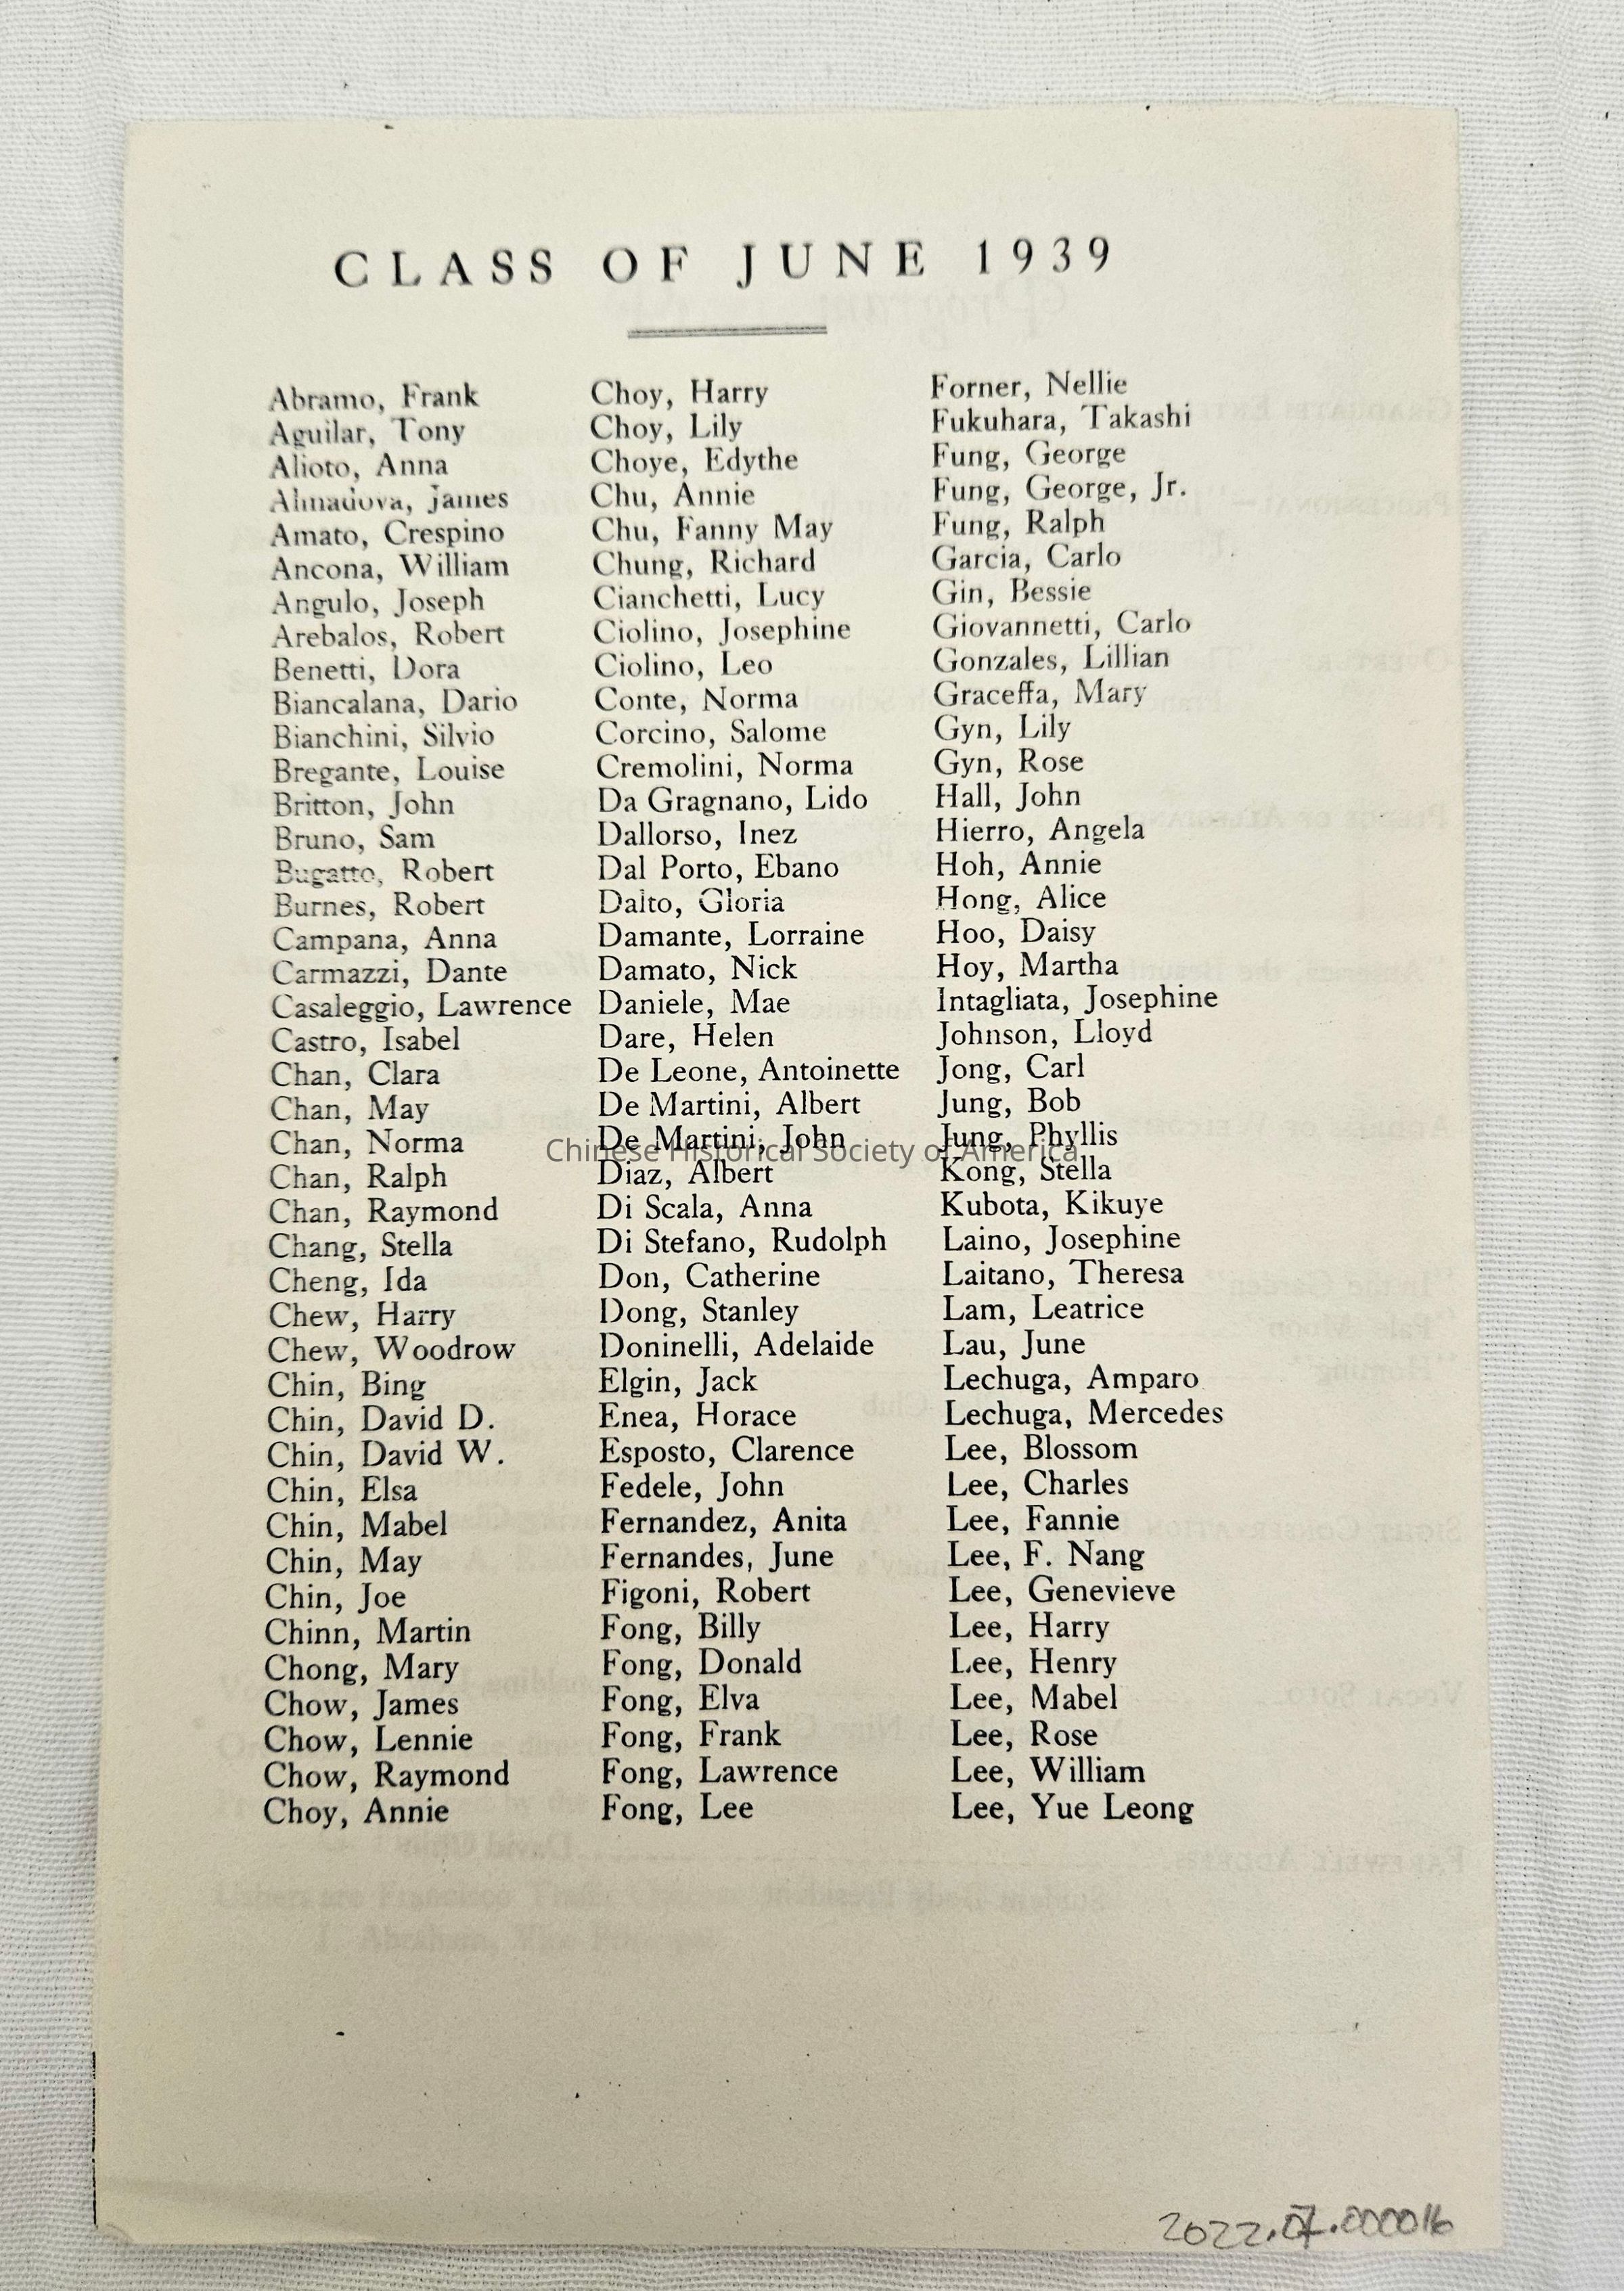 CLASS OF JUNE 1939
Abramo, Frank
Aguilar, Tony
Alioto, Anna
Almadova, James
Amato, Crespino
Ancona, William
Angulo, Joseph
Arebalos, Robert
Benetti, Dora
Biancalana, Dario
Bianchini, Silvio
Bregante, Louise
Britton, John
Bruno, Sam
Bugatto, Robert
Burnes, Robert
Campana, Anna
Carmazzi, Dante
Casaleggio, Lawrence
Castro, Isabel
Chan, Clara
Chan, May
Chan, Norma
Chan, Ralph
Chan, Raymond
Chang, Stella
Cheng, Ida
Chew, Harry
Chew, Woodrow
Chin, Bing
Chin, David D.
Chin, David W.
Chin, Elsa
Chin, Mabel
Chin, May
Chin, Joe
Chinn, Martin
Chong, Mary
Chow, James
Chow, Lennie
Chow, Raymond
Choy, Annie
Choy, Harry
Choy, Lily
Choye, Edythe
Chu, Annie
Chu, Fanny May
Chung, Richard
Cianchetti, Lucy
Ciolino, Josephine
Ciolino, Leo
Conte, Norma
Corcino, Salome
Cremolini, Norma
Da Gragnano, Lido
Dallorso, Inez
Dal Porto, Ebano
Dalto, Gloria
Damante, Lorraine
Damato, Nick
Daniele, Mae
Dare, Helen
De Leone, Antoinette
De Martini, Albert
De Martini, John
Diaz, Albert
Di Scala, Anna
Di Stefano, Rudolph
Don, Catherine
Dong, Stanley
Doninelli, Adelaide
Elgin, Jack
Enea, Horace
Esposto, Clarence
Fedele, John
Fernandez, Anita
Fernandes, June
Figoni, Robert
Fong, Billy
Fong, Donald
Fong, Elva
Fong, Frank
Fong, Lawrence
Fong, Lee
Forner, Nellie
Fukuhara, Takashi
Fung, George
Fung, George, Jr.
Fung, Ralph
Garcia, Carlo
Gin, Bessie
Giovannetti, Carlo
Gonzales, Lillian
Graceffa, Mary
Gyn, Lily
Gyn, Rose
Hall, John
Hierro, Angela
Hoh, Annie
Hong, Alice
Hoo, Daisy
Hoy, Martha
Intagliata, Josephine
Johnson, Lloyd
Jong, Carl
Jung, Bob
Jung, Phyllis
Kong, Stella
Kubota, Kikuye
Laino, Josephine
Laitano, Theresa
Lam, Leatrice
Lau, June
Lechuga, Amparo
Lechuga, Mercedes
Lee, Blossom
Lee, Charles
Lee, Fannie
Lee, F. Nang
Lee, Genevieve
Lee, Harry
Lee, Henry
Lee, Mabel
Lee, Rose
Lee, William
Lee, Yue Leong
Chinese Historical Society of America
2022.07.000016